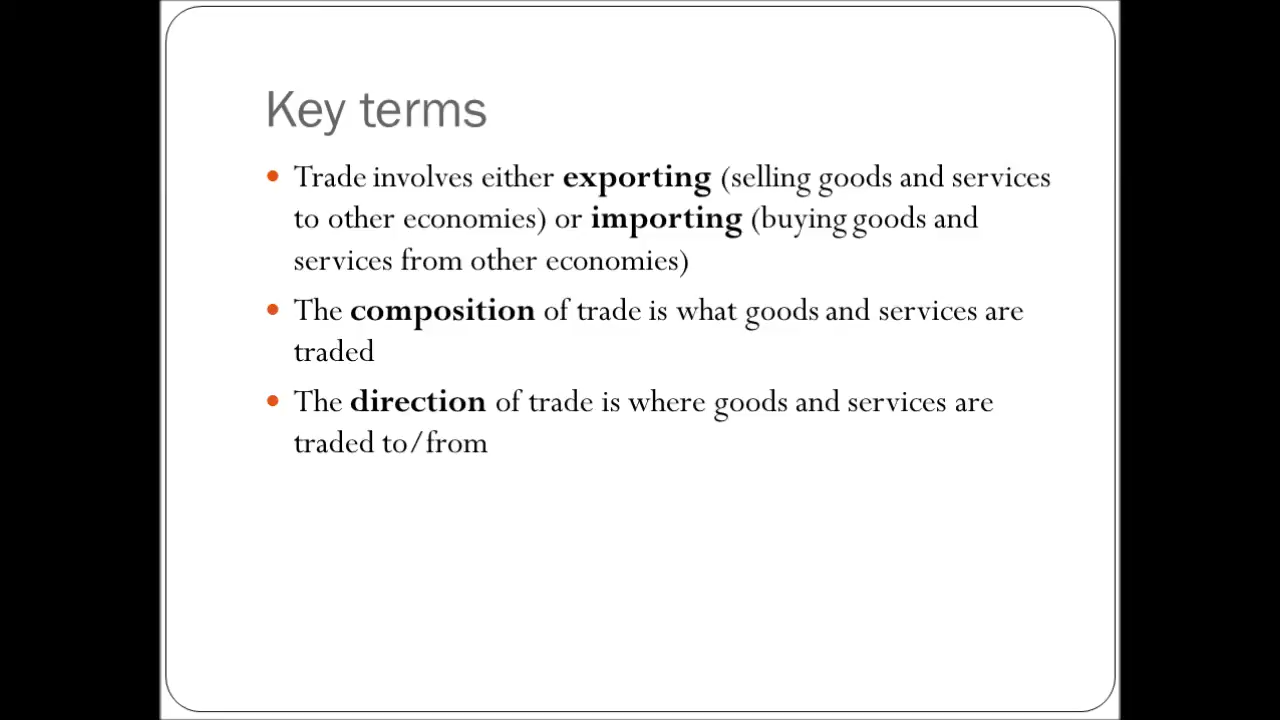 Key terms
Trade involves either exporting (selling goods and services
to other economies) or importing (buying goods and
services from other economies)
The composition of trade is what goods and services are
traded
The direction of trade is where goods and services are
traded to/from